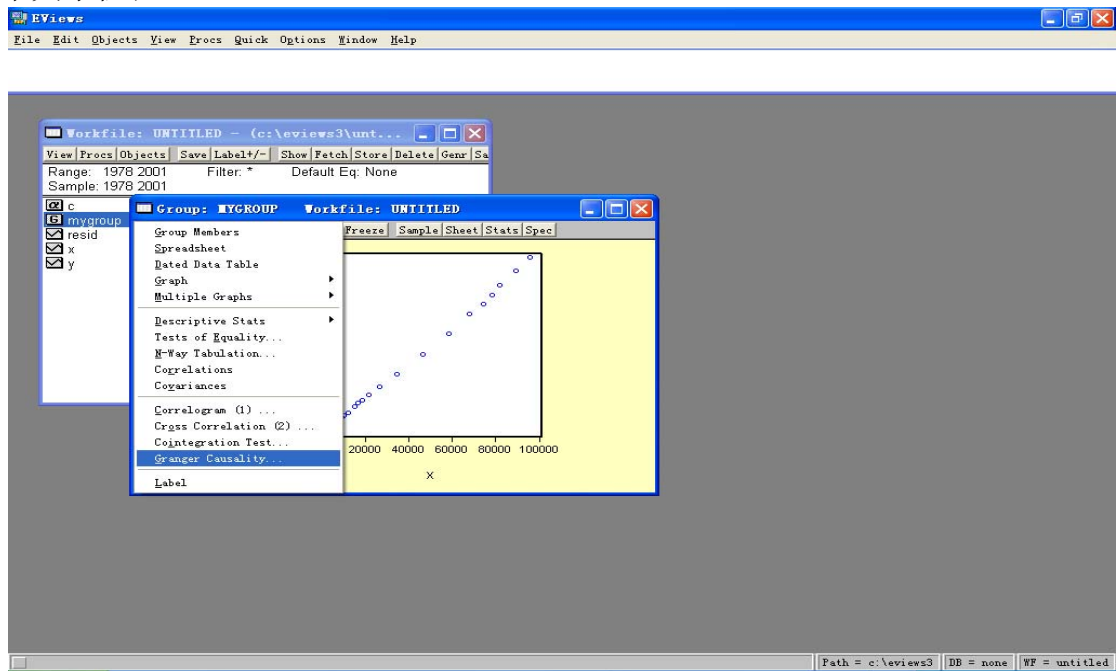 EViews
File Edit Objects View Procs Quick Options Window Help
Workfile: UNTITLED - (c:\eviews3\unt...
View Procs Objects Save Label+/- Show Fetch Store Delete Genr Sa
Range: 1978 2001 Filter: * Default Eq: None
Sample: 1978 2001
c
mygroup
resid
x
y
Group: MYGROUP Workfile: UNTITLED
Freeze Sample Sheet Stats Spec
Group Members
Spreadsheet
Dated Data Table
Graph
Multiple Graphs
Descriptive Stats
Tests of Equality...
N-Way Tabulation...
Correlations
Covariances
Correlogram (1) ...
Cross Correlation (2) ...
Cointegration Test...
Granger Causality...
Label
20000 40000 60000 80000 100000
X
Path = c:\eviews3 DB = none WF = untitled